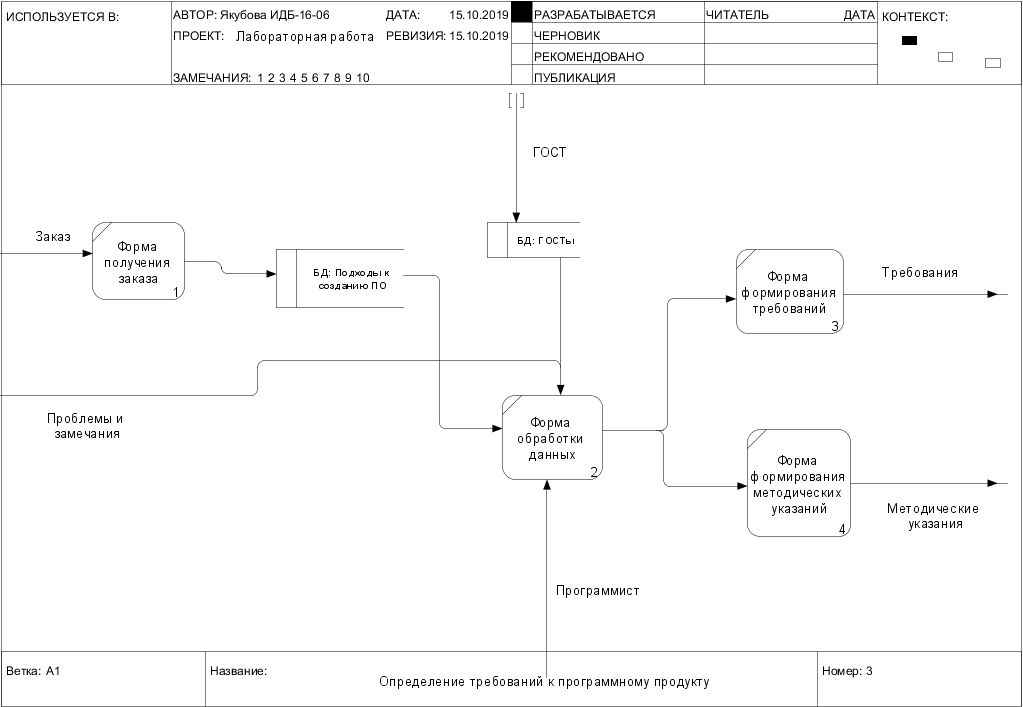 ИСПОЛЬЗУЕТСЯ В:
АВТОР: Якубова ИДБ-16-06
ДАТА: 15.10.2019
РАЗРАБАТЫВАЕТСЯ
ЧИТАТЕЛЬ
ДАТА
КОНТЕКСТ:
ПРОЕКТ: Лабораторная работа
РЕВИЗИЯ: 15.10.2019
ЧЕРНОВИК
РЕКОМЕНДОВАНО
ЗАМЕЧАНИЯ: 1 2 3 4 5 6 7 8 9 10
ПУБЛИКАЦИЯ
ГОСТ
Заказ
Форма
получения
заказа
1
БД: ГОСТы
БД: Подходы к
созданию ПО
Форма
формирования
требований
3
Требования
Проблемы и
замечания
Форма
обработки
данных
2
Форма
формирования
методических
указаний
4
Методические
указания
Программист
Ветка: A1
Название:
Определение требований к программному продукту
Номер: 3